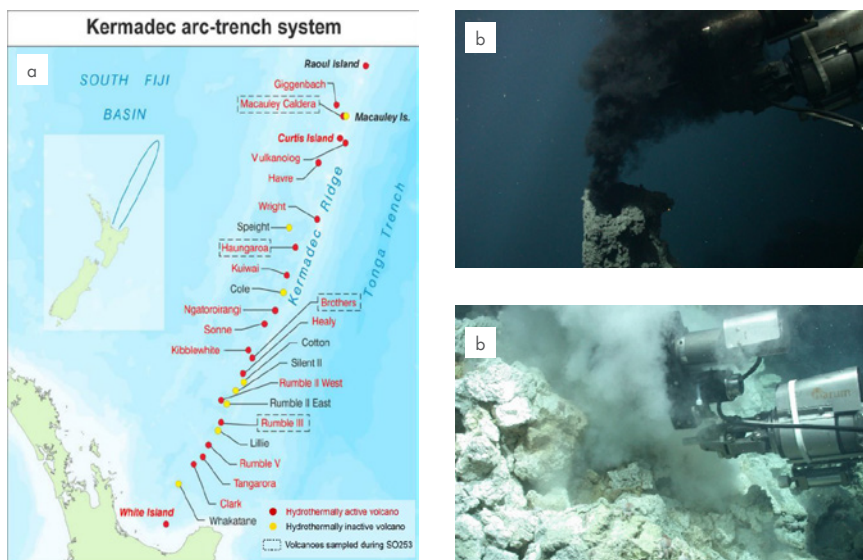 Kermadec arc-trench system
a
SOUTH FIJI
BASIN
Raoul Island
Giggenbach
Macauley Caldera
Macauley Is.
Curtis Island
Vulkanolog
Havre
Wright
Speight
Haungaroa
Kuiwai
Cole
Kermadec Ridge
Tonga Trench
Ngatoroirangi
Sonne
Brothers
Healy
Kibblewhite
Cotton
Silent II
Rumble II West
Rumble II East
Rumble III
Lillie
Rumble V
Tangarora
Clark
Whakatane
White Island
Hydrothermally active volcano
Hydrothermally inactive volcano
Volcanoes sampled during SO253
b
b